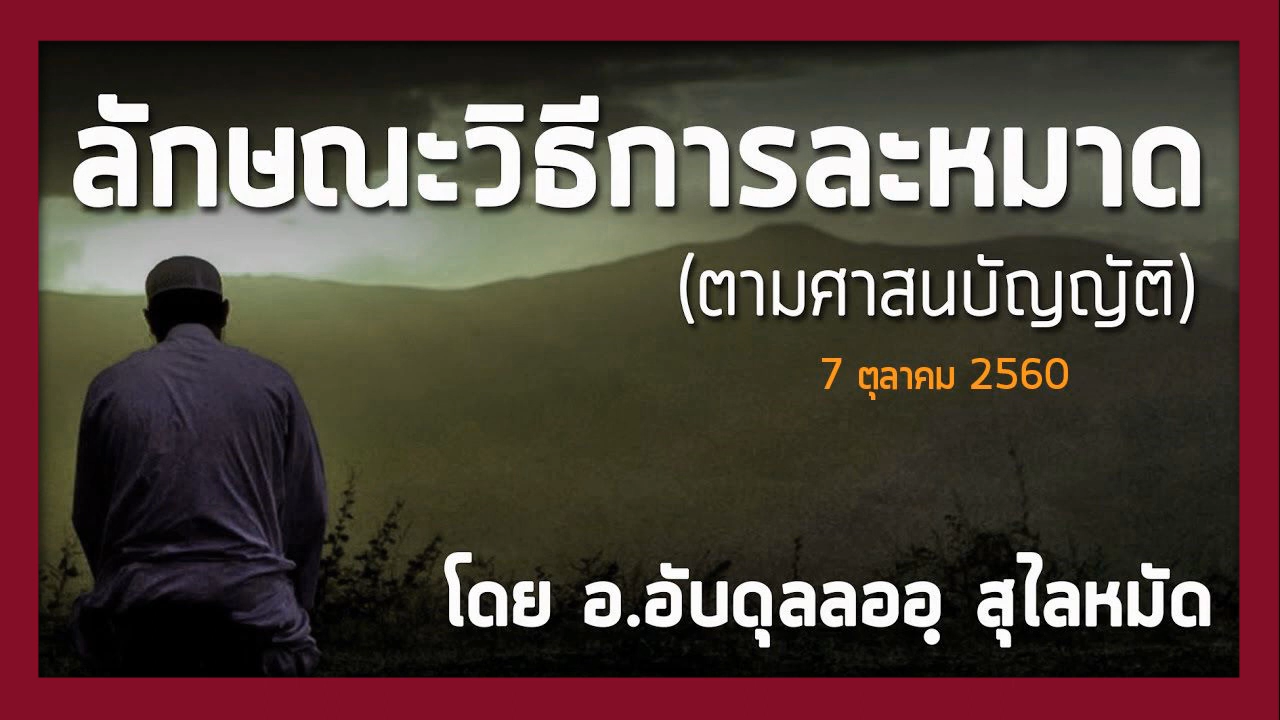 ลักษณะวิธีการละหมาด
(ตามศาสนบัญญัติ)
7 ตุลาคม 2560
โดย อ.อับดุลลออฺ สุไลหมัด